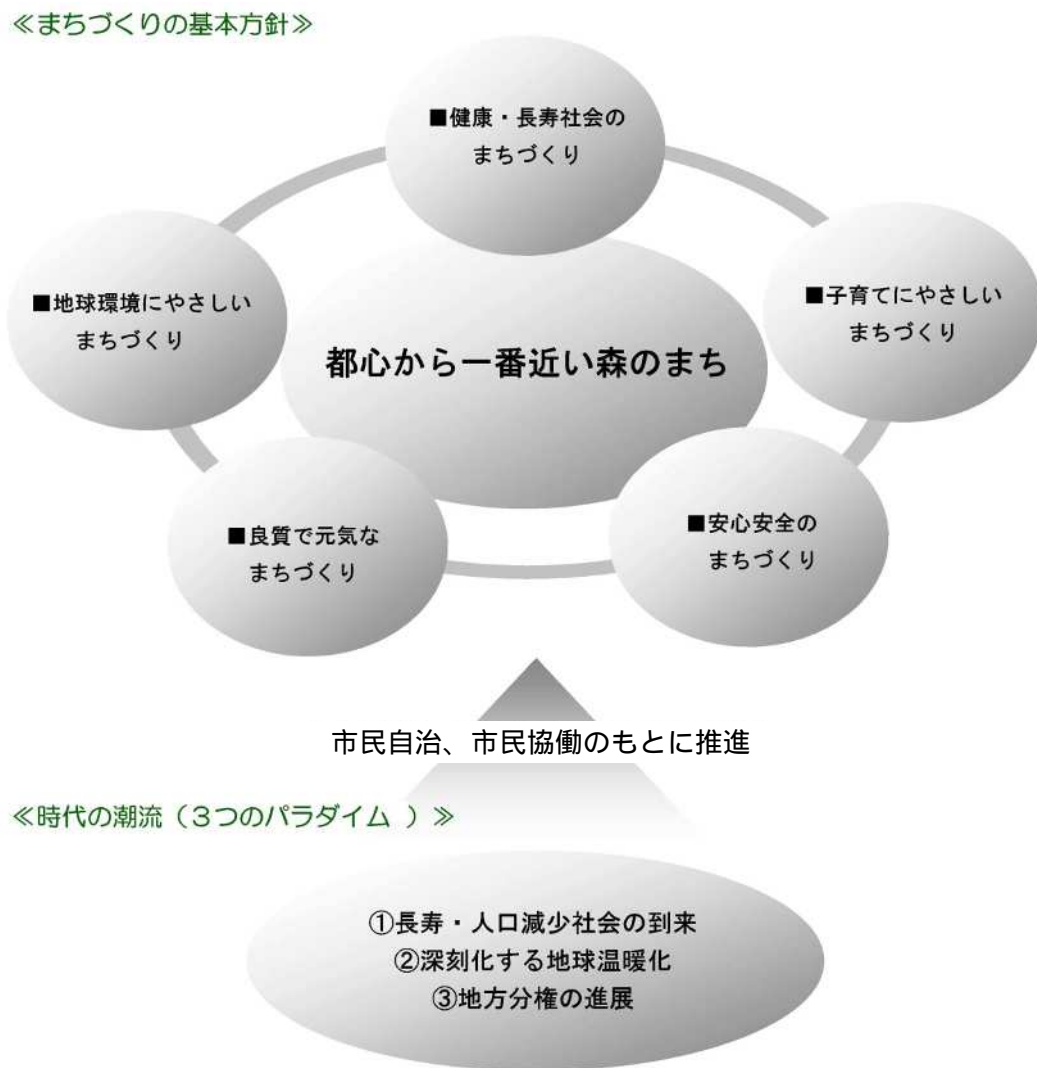 ≪まちづくりの基本方針≫
■健康・長寿社会の
まちづくり
■地球環境にやさしい
まちづくり
■子育てにやさしい
まちづくり
都心から一番近い森のまち
■良質で元気な
まちづくり
■安心安全の
まちづくり
市民自治、市民協働のもとに推進
≪時代の潮流（３つのパラダイム ）≫
①長寿・人口減少社会の到来
②深刻化する地球温暖化
③地方分権の進展